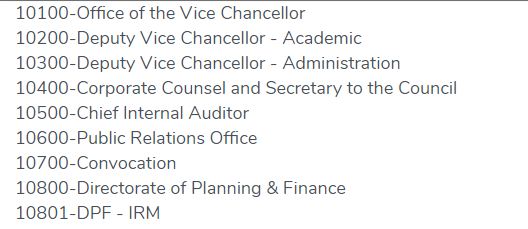 10100-Office of the Vice Chancellor
10200-Deputy Vice Chancellor - Academic
10300-Deputy Vice Chancellor - Administration
10400-Corporate Counsel and Secretary to the Council
10500-Chief Internal Auditor
10600-Public Relations Office
10700-Convocation
10800-Directorate of Planning & Finance
10801-DPF - IRM